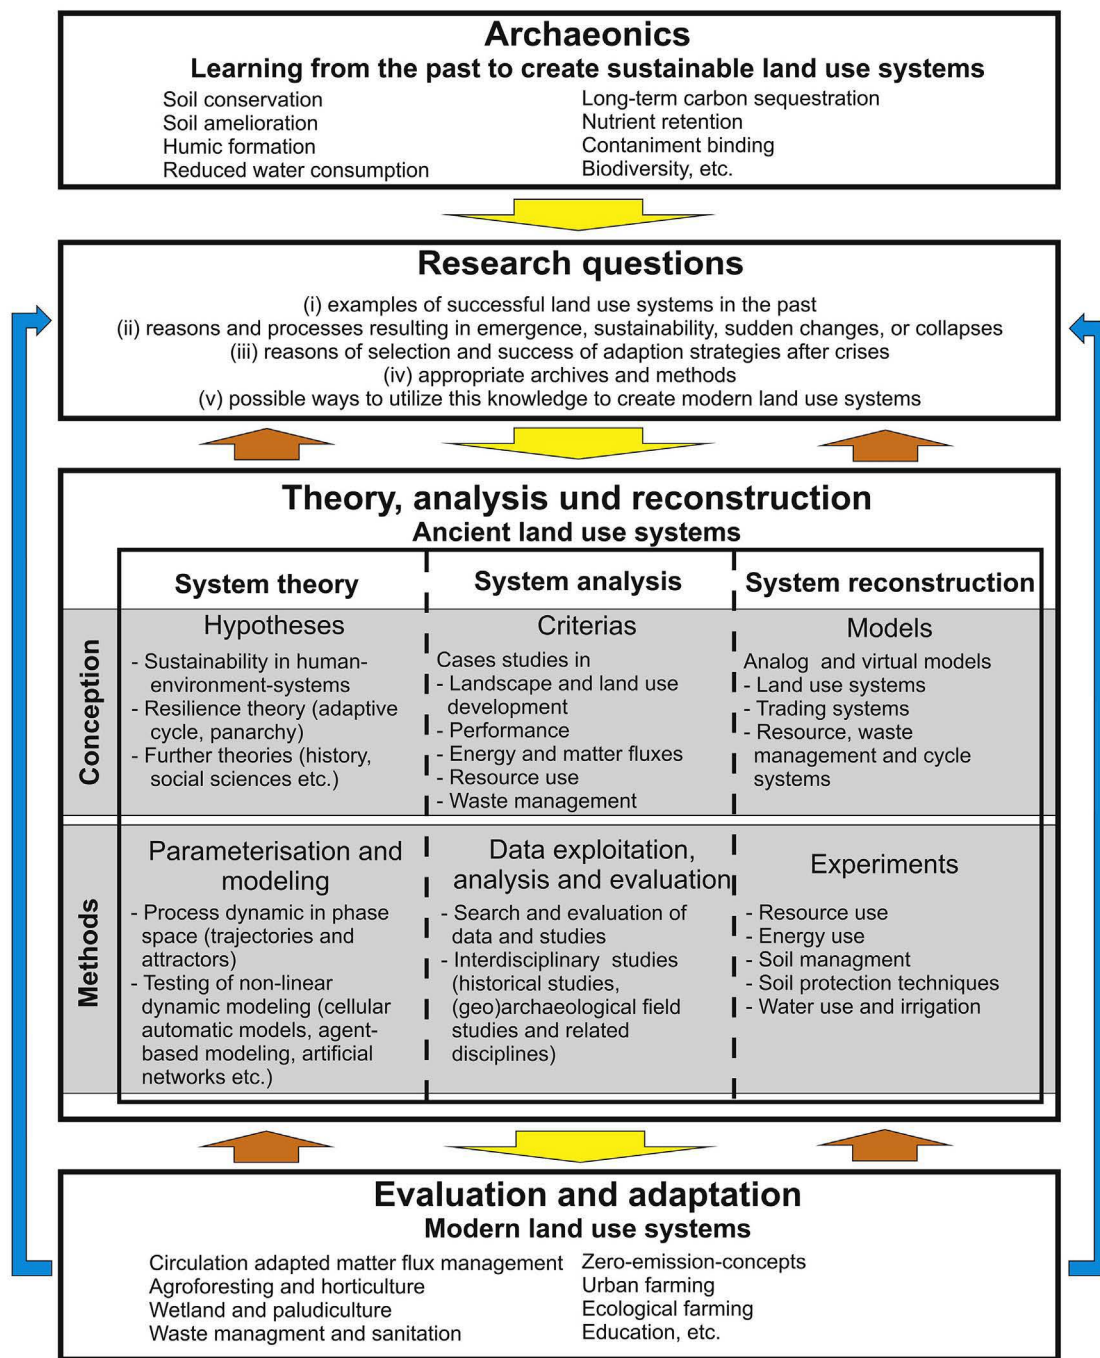 Archaeonics
Learning from the past to create sustainable land use systems
Soil conservation
Soil amelioration
Humic formation
Reduced water consumption
Long-term carbon sequestration
Nutrient retention
Contaniment binding
Biodiversity, etc.
Research questions
(i) examples of successful land use systems in the past
(ii) reasons and processes resulting in emergence, sustainability, sudden changes, or collapses
(iii) reasons of selection and success of adaption strategies after crises
(iv) appropriate archives and methods
(v) possible ways to utilize this knowledge to create modern land use systems
Theory, analysis und reconstruction
Ancient land use systems
System theory
System analysis
System reconstruction
Conception
Hypotheses
- Sustainability in human-
environment-systems
- Resilience theory (adaptive
cycle, panarchy)
- Further theories (history,
social sciences etc.)
Criterias
Cases studies in
- Landscape and land use
development
- Performance
- Energy and matter fluxes
- Resource use
- Waste management
Models
Analog and virtual models
- Land use systems
- Trading systems
- Resource, waste
management and cycle
systems
Methods
Parameterisation and
modeling
- Process dynamic in phase
space (trajectories and
attractors)
- Testing of non-linear
dynamic modeling (cellular
automatic models, agent-
based modeling, artificial
networks etc.)
Data exploitation,
analysis and evaluation
- Search and evaluation of
data and studies
- Interdisciplinary studies
(historical studies,
(geo)archaeological field
studies and related
disciplines)
Experiments
- Resource use
- Energy use
- Soil managment
- Soil protection techniques
- Water use and irrigation
Evaluation and adaptation
Modern land use systems
Circulation adapted matter flux management
Agroforesting and horticulture
Wetland and paludiculture
Waste managment and sanitation
Zero-emission-concepts
Urban farming
Ecological farming
Education, etc.